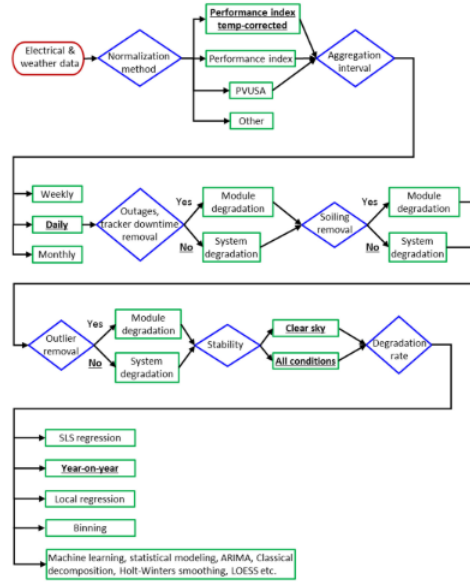 Electrical &
weather data
Normalization
method
Performance index
temp-corrected
Performance index
PVUSA
Other
Aggregation
interval
Weekly
Daily
Monthly
Outages,
tracker downtime
removal
Yes
No
Module
degradation
System
degradation
Soiling
removal
Yes
No
Module
degradation
System
degradation
Outlier
removal
Yes
No
Module
degradation
System
degradation
Stability
Clear sky
All conditions
Degradation
rate
SLS regression
Year-on-year
Local regression
Binning
Machine learning, statistical modeling, ARIMA, Classical
decomposition, Holt-Winters smoothing, LOESS etc.